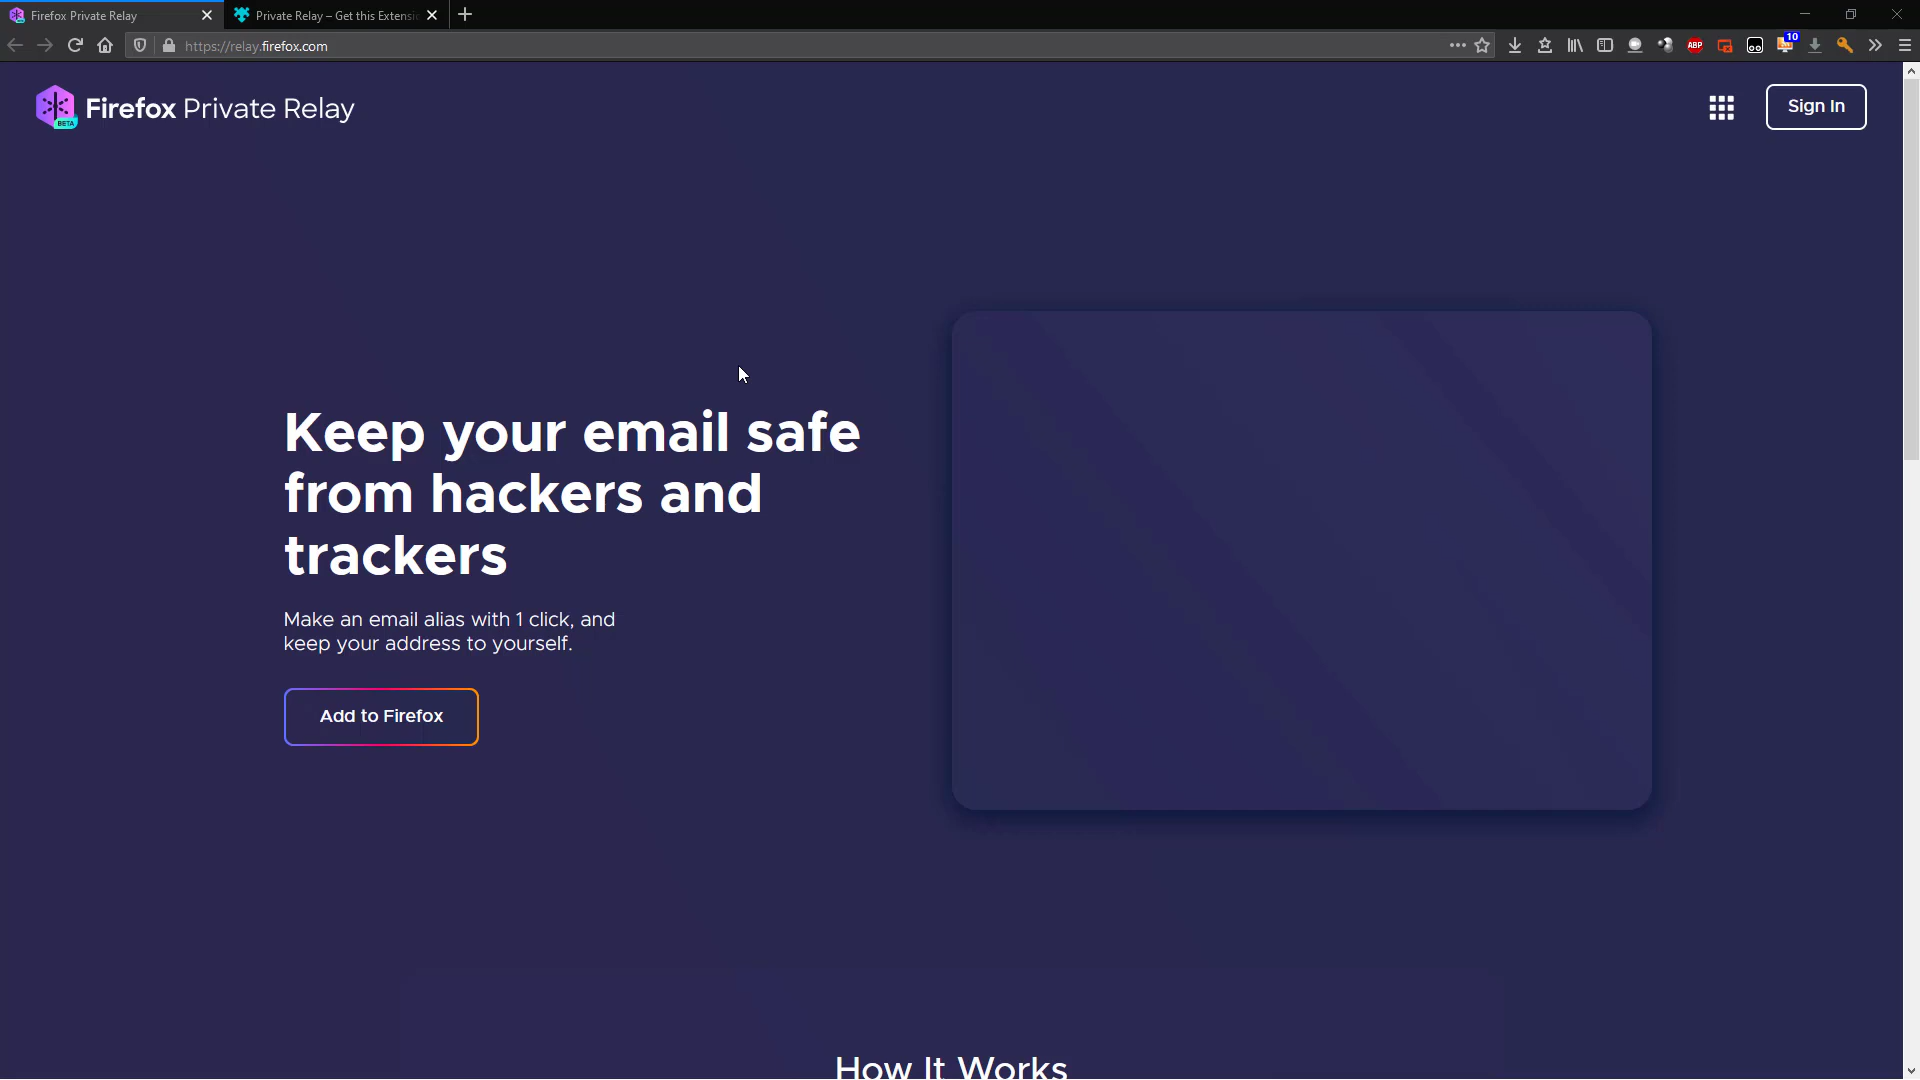 Firefox Private Relay
Private Relay – Get this Extensi
https://relay.firefox.com
ABP
10
Firefox Private Relay
BETA
Sign In
Keep your email safe
from hackers and
trackers
Make an email alias with 1 click, and
keep your address to yourself.
Add to Firefox
How It Works